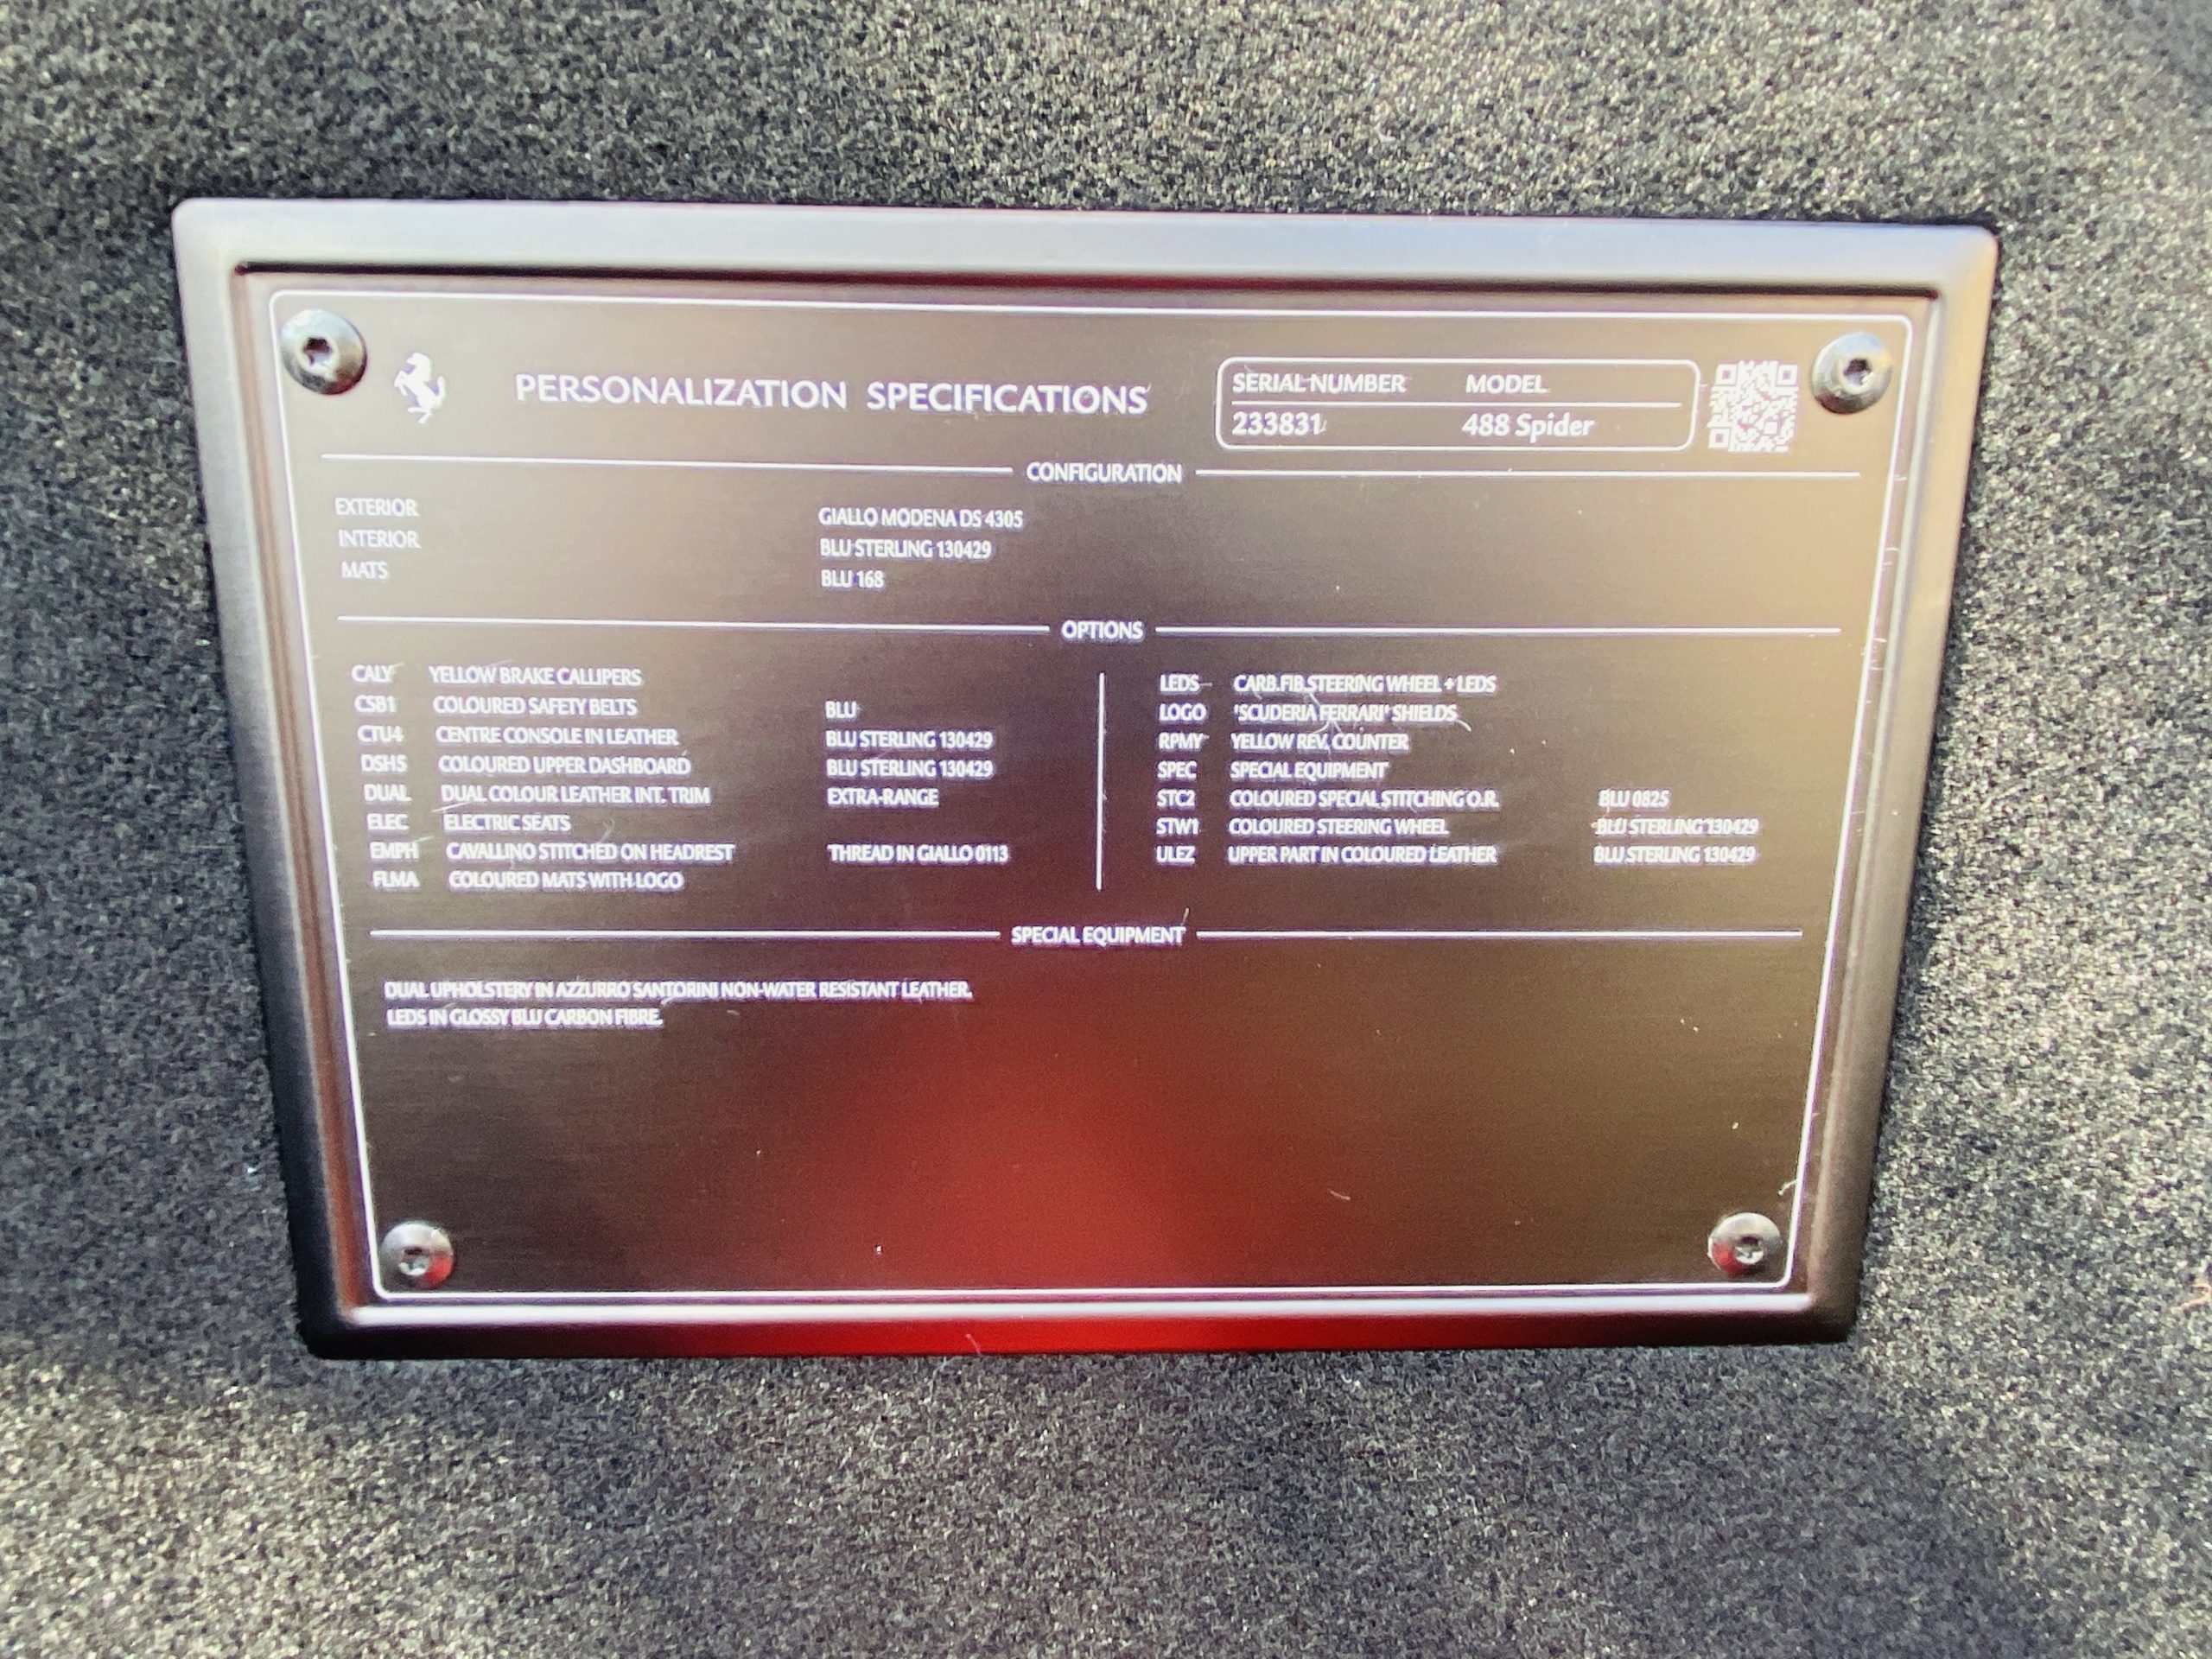 PERSONALIZATION SPECIFICATIONS
SERIAL NUMBER MODEL
233831 488 Spider
CONFIGURATION
EXTERIOR GIALLO MODENA DS 4305
INTERIOR BLU STERLING 130429
MATS BLU 168
OPTIONS
CALY YELLOW BRAKE CALLIPERS
CSB1 COLOURED SAFETY BELTS BLU
CTU4 CENTRE CONSOLE IN LEATHER BLU STERLING 130429
DSH5 COLOURED UPPER DASHBOARD BLU STERLING 130429
DUAL DUAL COLOUR LEATHER INT. TRIM EXTRA-RANGE
ELEC ELECTRIC SEATS
EMPH CAVALLINO STITCHED ON HEADREST THREAD IN GIALLO 0113
FLMA COLOURED MATS WITH LOGO
LEDS CARB.FIB.STEERING WHEEL + LEDS
LOGO 'SCUDERIA FERRARI' SHIELDS
RPMY YELLOW REV. COUNTER
SPEC SPECIAL EQUIPMENT
STC2 COLOURED SPECIAL STITCHING O.R. BLU 0825
STW1 COLOURED STEERING WHEEL BLU STERLING 130429
ULEZ UPPER PART IN COLOURED LEATHER BLU STERLING 130429
SPECIAL EQUIPMENT
DUAL UPHOLSTERY IN AZZURRO SANTORINI NON-WATER RESISTANT LEATHER.
LEDS IN GLOSSY BLU CARBON FIBRE.